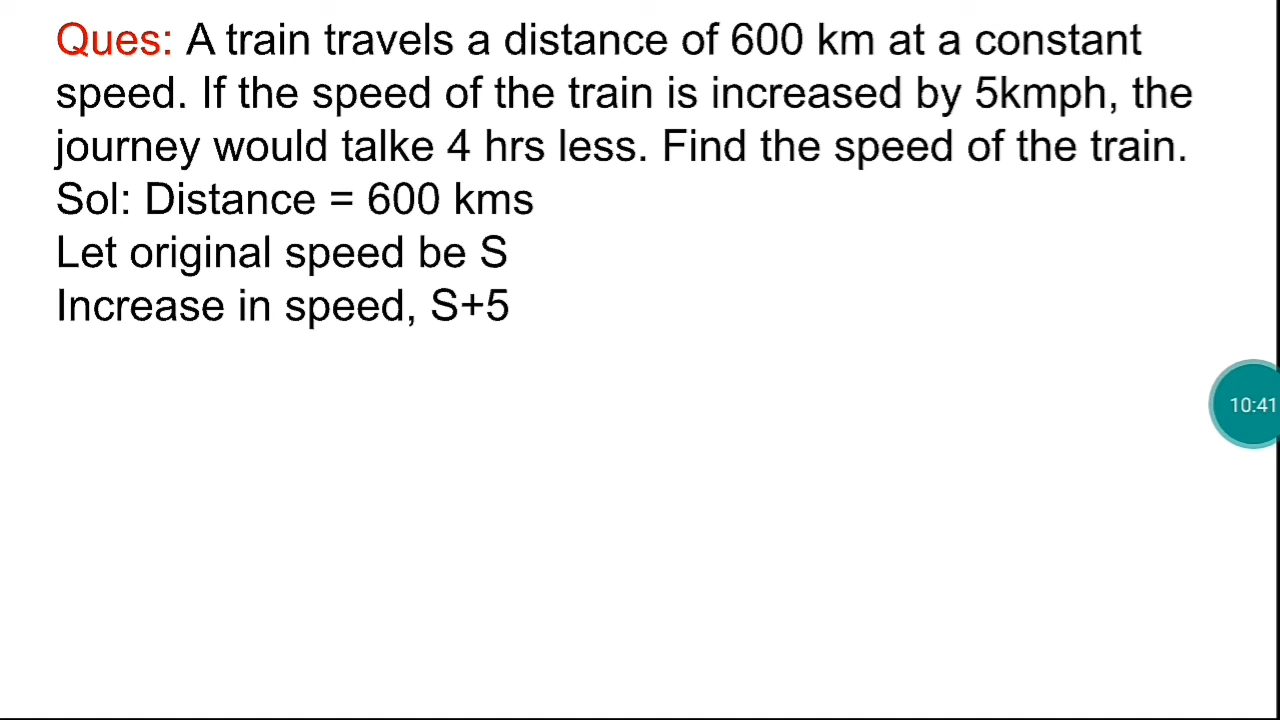 Ques: A train travels a distance of 600 km at a constant
speed. If the speed of the train is increased by 5kmph, the
journey would talke 4 hrs less. Find the speed of the train.
Sol: Distance = 600 kms
Let original speed be S
Increase in speed, S+5
10:41